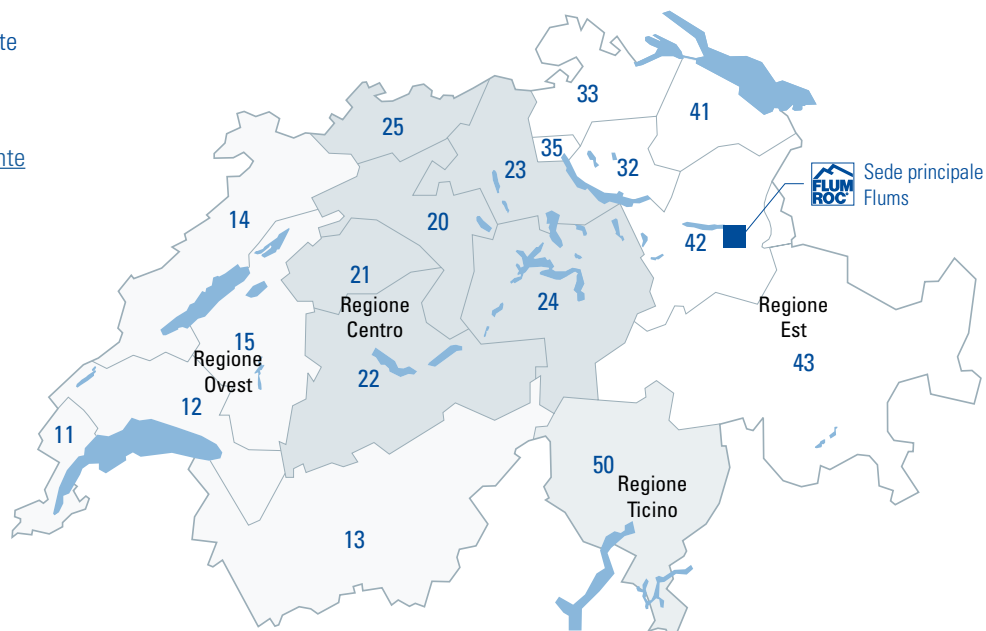 te
nte
33
41
25
35
32
23
FLUM
ROC®
Sede principale
Flums
14
20
42
21
Regione
Centro
24
Regione
Est
43
15
Regione
Ovest
22
12
11
50
Regione
Ticino
13